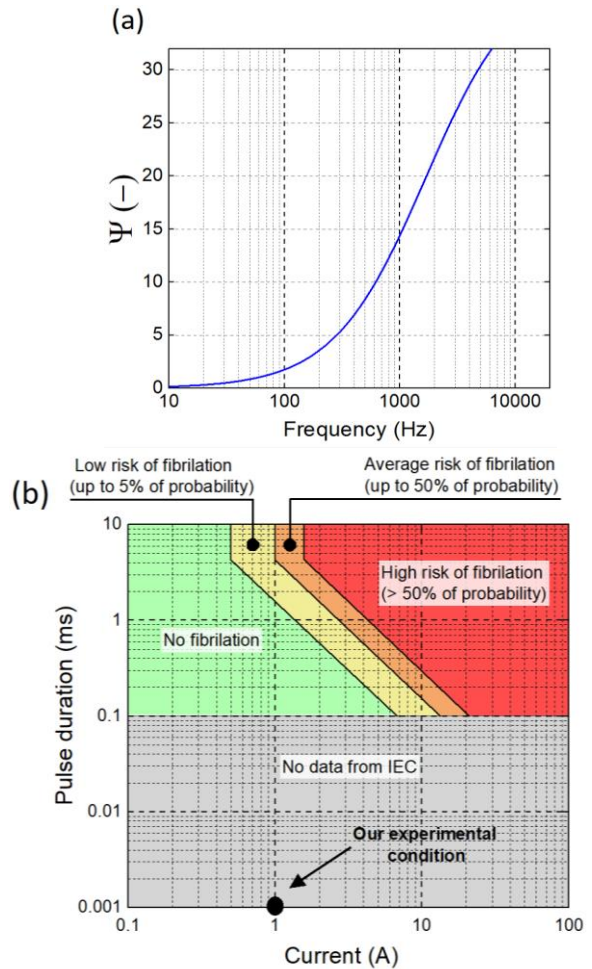 (a)
30
25
20
15
10
5
0
Ψ (−)
10 100 1000 10000
Frequency (Hz)
Low risk of fibrilation
(up to 5% of probability)
Average risk of fibrilation
(up to 50% of probability)
(b)
10
1
0.1
0.01
0.001
Pulse duration (ms)
High risk of fibrilation
(> 50% of probability)
No fibrilation
No data from IEC
Our experimental
condition
0.1 1 10 100
Current (A)